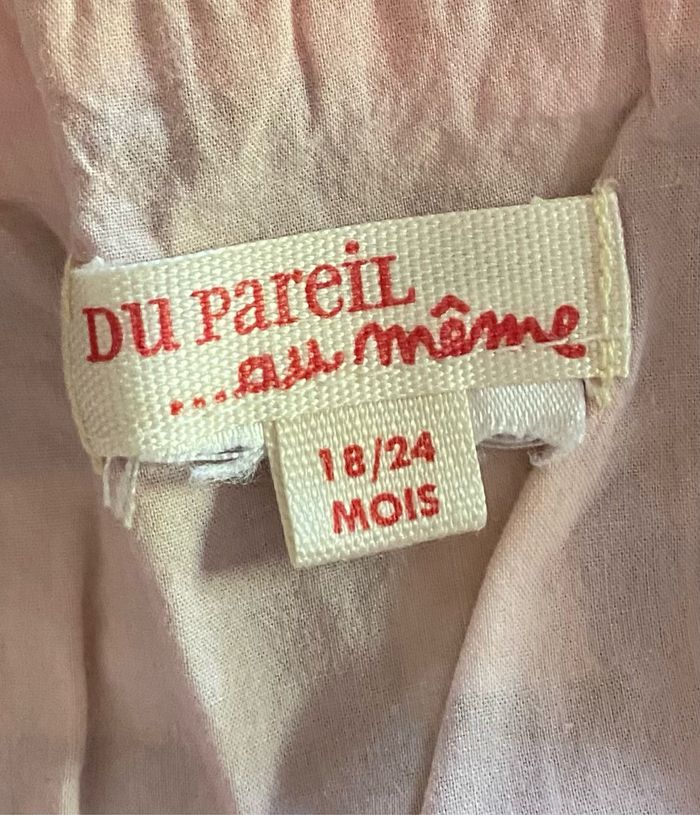 Du Pareil
...au même
18/24
MOIS